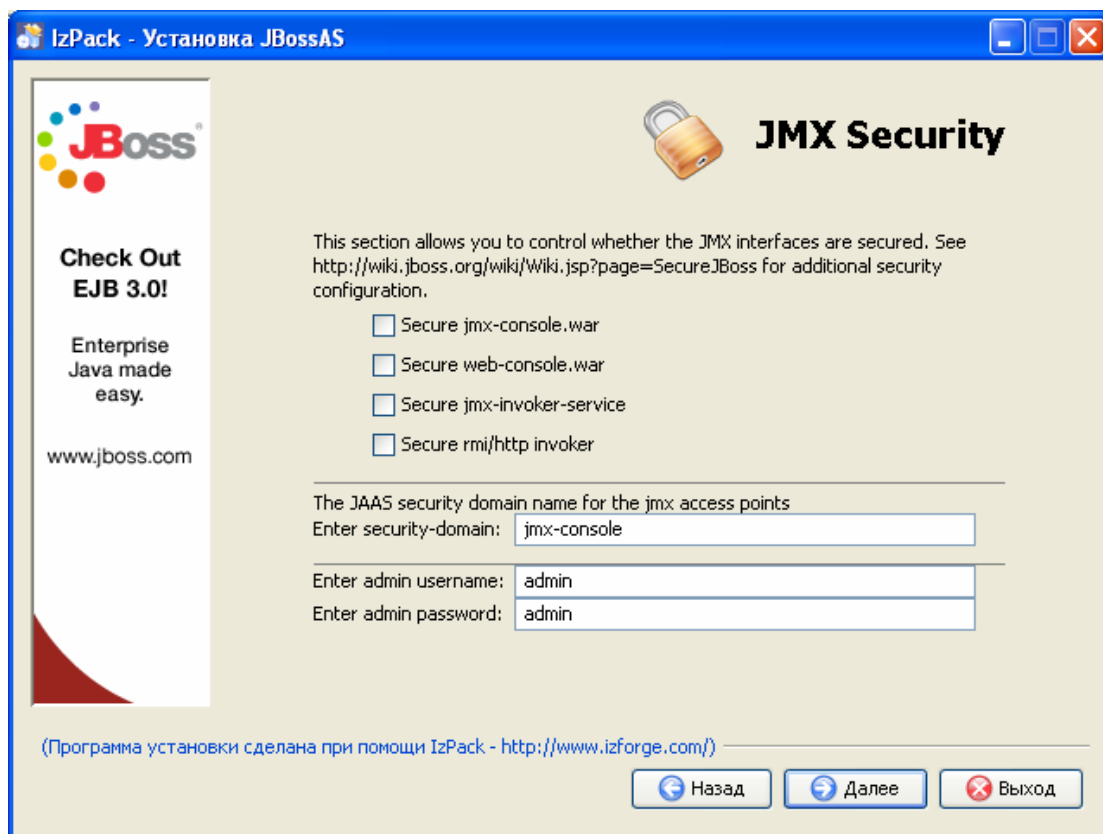 IzPack - Установка JBossAS
JBoss®
Check Out
EJB 3.0!
Enterprise
Java made
easy.
www.jboss.com
JMX Security
This section allows you to control whether the JMX interfaces are secured. See
http://wiki.jboss.org/wiki/Wiki.jsp?page=SecureJBoss for additional security
configuration.
Secure jmx-console.war
Secure web-console.war
Secure jmx-invoker-service
Secure rmi/http invoker
The JAAS security domain name for the jmx access points
Enter security-domain: jmx-console
Enter admin username: admin
Enter admin password: admin
(Программа установки сделана при помощи IzPack - http://www.izforge.com/)
Назад Далее Выход